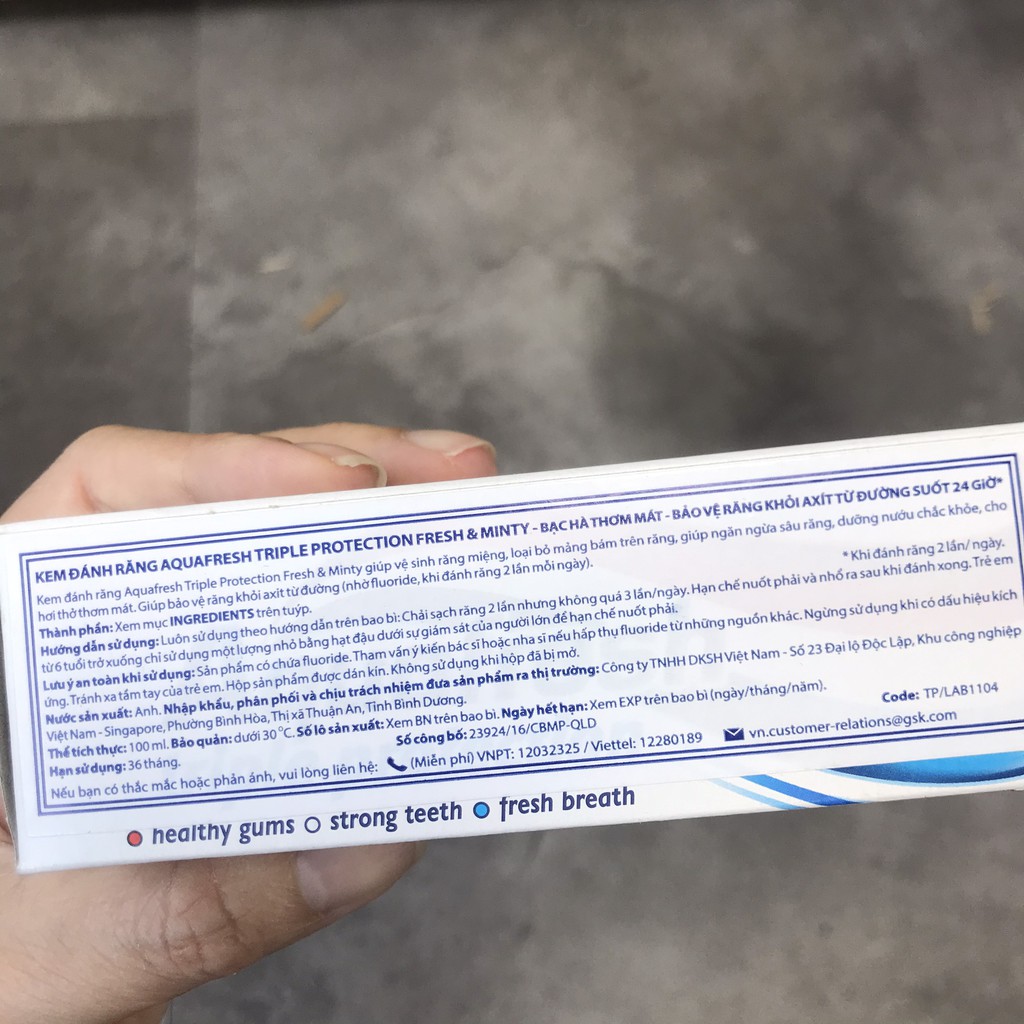 KEM ĐÁNH RĂNG AQUAFRESH TRIPLE PROTECTION FRESH & MINTY - BẠC HÀ THƠM MÁT - BẢO VỆ RĂNG KHỎI AXÍT TỪ ĐƯỜNG SUỐT 24 GIỜ*
Kem đánh răng Aquafresh Triple Protection Fresh & Minty giúp vệ sinh răng miệng, loại bỏ mảng bám trên răng, giúp ngăn ngừa sâu răng, dưỡng nướu chắc khỏe, cho
hơi thở thơm mát. Giúp bảo vệ răng khỏi axit từ đường (nhờ fluoride, khi đánh răng 2 lần mỗi ngày).
* Khi đánh răng 2 lần/ ngày.
Thành phần: Xem mục INGREDIENTS trên tuýp.
Hướng dẫn sử dụng: Luôn sử dụng theo hướng dẫn trên bao bì: Chải sạch răng 2 lần nhưng không quá 3 lần/ngày. Hạn chế nuốt phải và nhổ ra sau khi đánh xong. Trẻ em
từ 6 tuổi trở xuống chỉ sử dụng một lượng nhỏ bằng hạt đậu dưới sự giám sát của người lớn để hạn chế nuốt phải.
Lưu ý an toàn khi sử dụng: Sản phẩm có chứa fluoride. Tham vấn ý kiến bác sĩ hoặc nha sĩ nếu hấp thụ fluoride từ những nguồn khác. Ngừng sử dụng khi có dấu hiệu kích
ứng. Tránh xa tầm tay của trẻ em. Hộp sản phẩm được dán kín. Không sử dụng khi hộp đã bị mở.
Nước sản xuất: Anh. Nhập khẩu, phân phối và chịu trách nhiệm đưa sản phẩm ra thị trường: Công ty TNHH DKSH Việt Nam - Số 23 Đại lộ Độc Lập, Khu công nghiệp
Việt Nam - Singapore, Phường Bình Hòa, Thị xã Thuận An, Tỉnh Bình Dương.
Thể tích thực: 100 ml. Bảo quản: dưới 30 °C. Số lô sản xuất: Xem BN trên bao bì. Ngày hết hạn: Xem EXP trên bao bì (ngày/tháng/năm).
Hạn sử dụng: 36 tháng. Số công bố: 23924/16/CBMP-QLD Code: TP/LAB1104
Nếu bạn có thắc mắc hoặc phản ánh, vui lòng liên hệ: (Miễn phí) VNPT: 12032325 / Viettel: 12280189 vn.customer-relations@gsk.com
healthy gums strong teeth fresh breath